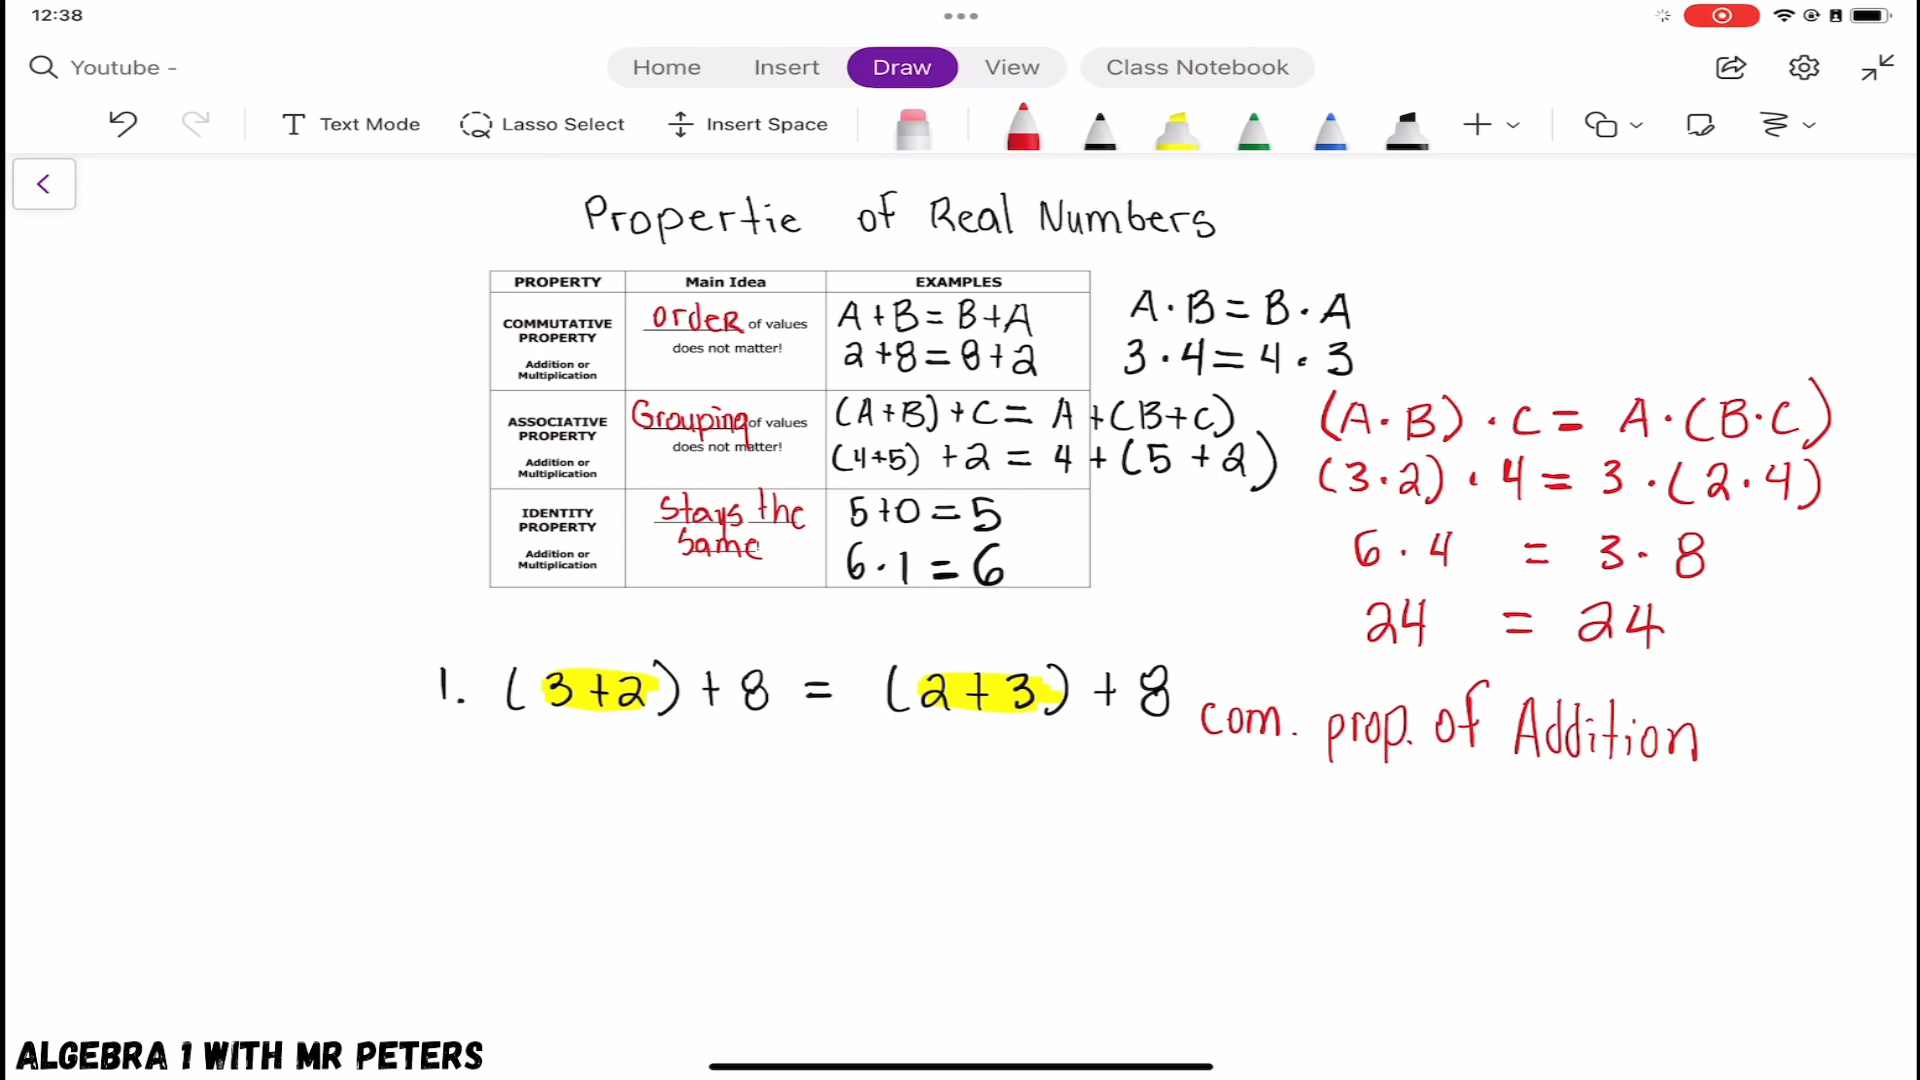 12:38
Youtube -
Home Insert Draw View Class Notebook
Text Mode Lasso Select Insert Space
Propertie of Real Numbers
PROPERTY Main Idea EXAMPLES
COMMUTATIVE
PROPERTY
Addition or
Multiplication
order of values
does not matter!
A+B=B+A
2+8=8+2
A·B=B·A
3·4=4·3
ASSOCIATIVE
PROPERTY
Addition or
Multiplication
Grouping of values
does not matter!
(A+B)+C=A+(B+C)
(4+5)+2=4+(5+2)
(A·B)·C=A·(B·C)
(3·2)·4=3·(2·4)
6·4=3·8
24=24
IDENTITY
PROPERTY
Addition or
Multiplication
stays the
same
5+0=5
6·1=6
1. (3+2)+8=(2+3)+8
com. prop. of Addition
ALGEBRA 1 WITH MR PETERS